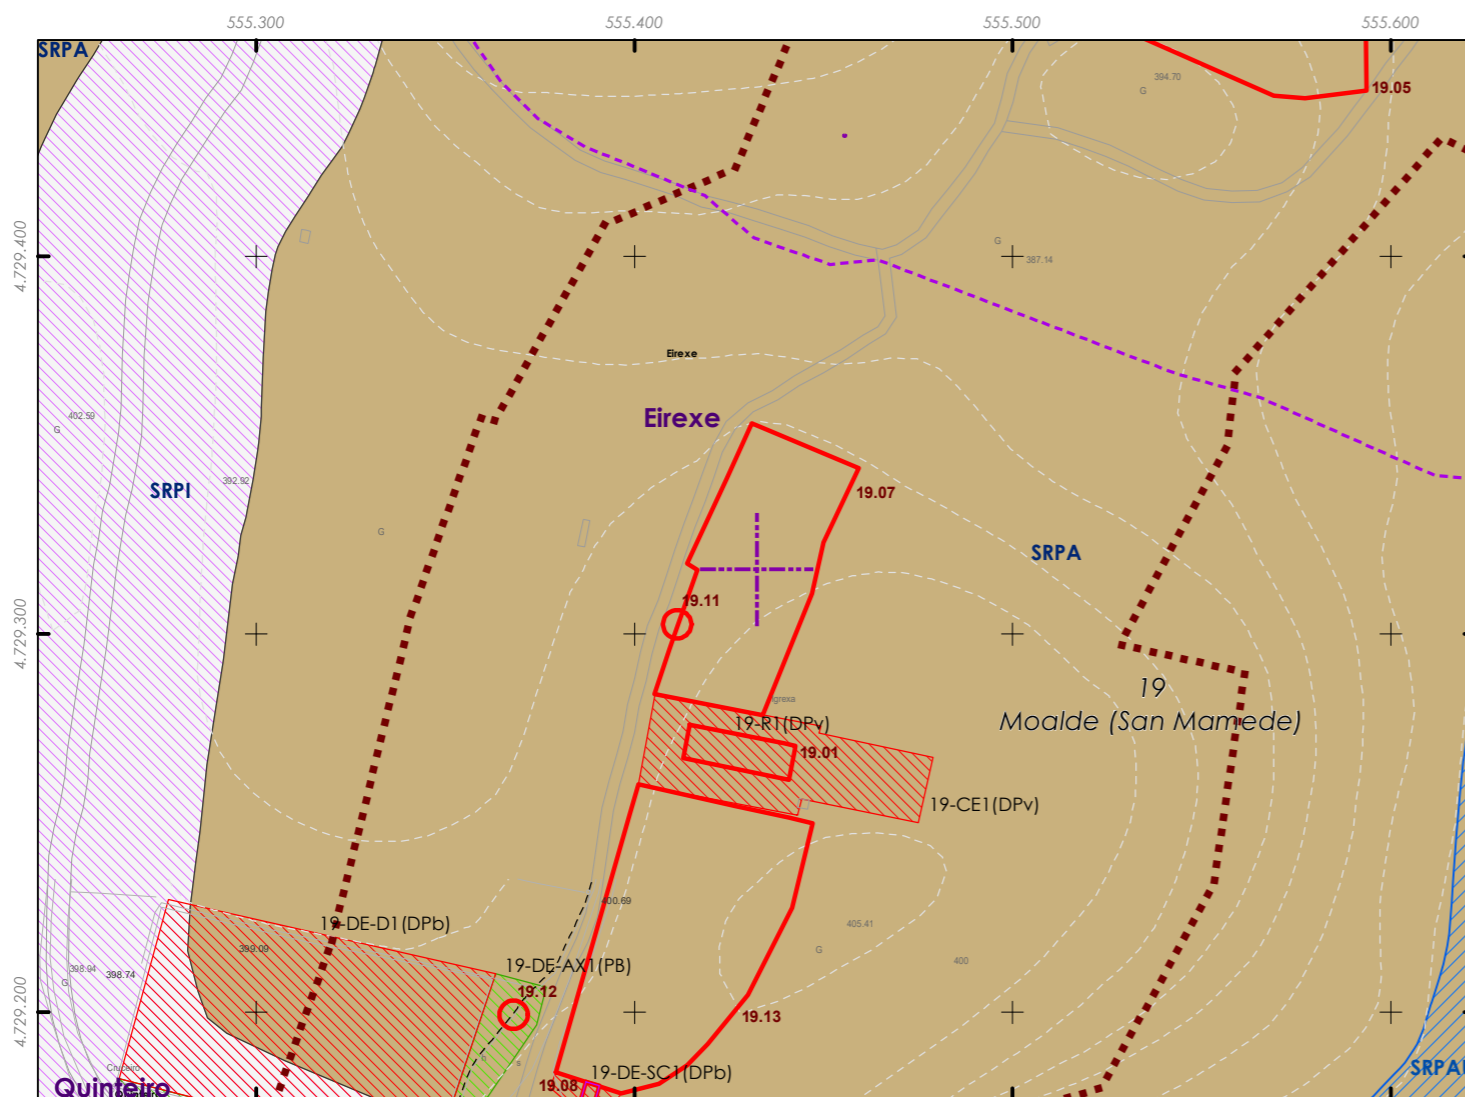 555.300
555.400
555.500
555.600
SRPA
394.70
G
19.05
4.729.400
G
387.14
Eirexe
402.59
G
Eirexe
SRPI
392.92
19.07
G
SRPA
19.11
4.729.300
19
Moalde (San Mamede)
Igrexa
19-R1(DPv)
19.01
19-CE1(DPv)
400.69
19-DE-D1(DPb)
405.41
399.09
G
400
398.94
398.74
19-DE-AX1(PB)
G
19.12
4.729.200
19.13
Cruceiro
19-DE-SC1(DPb)
SRPA
Quinteiro
19.08